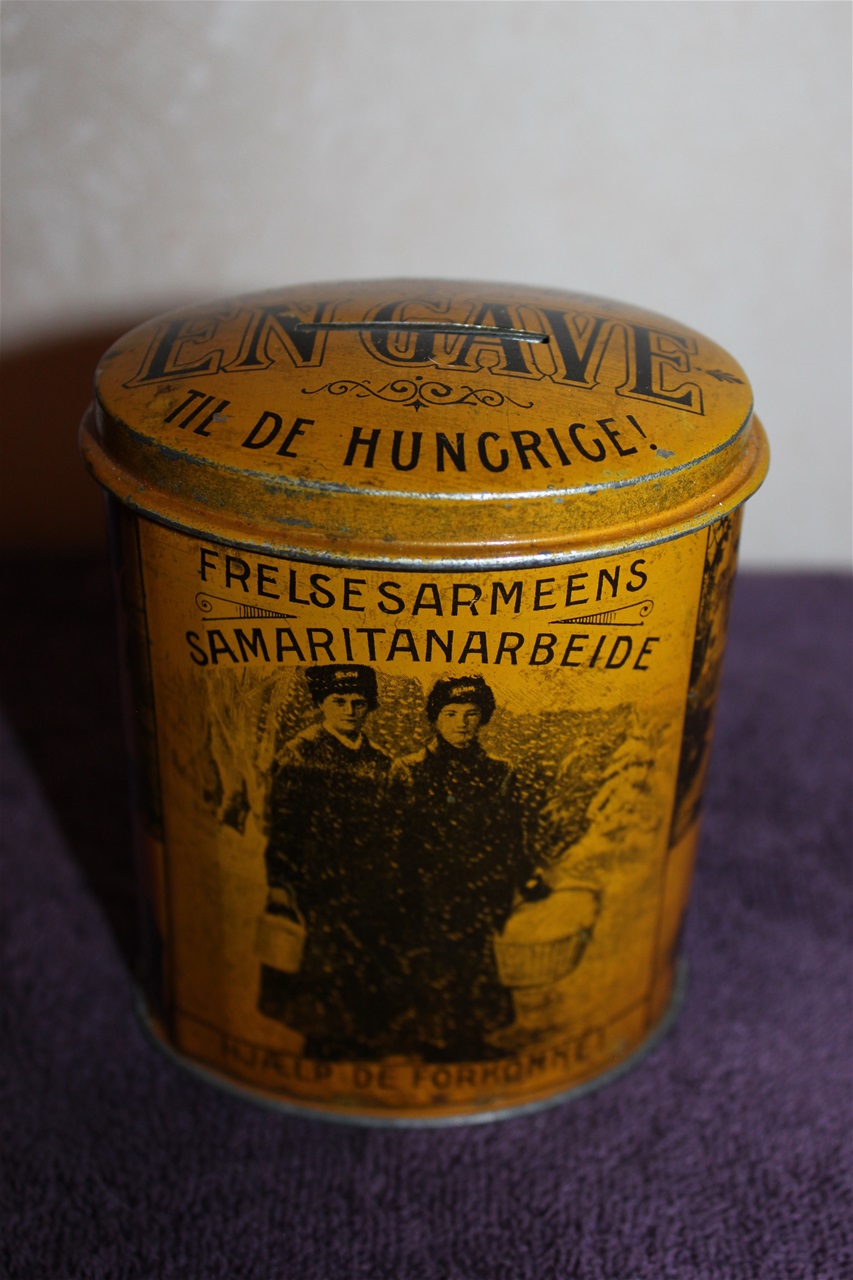 EN GAVE
TIL DE HUNGRIGE!
FRELSESARMEENS
SAMARITANARBEIDE
HJÆLP DE FORKOMNE!